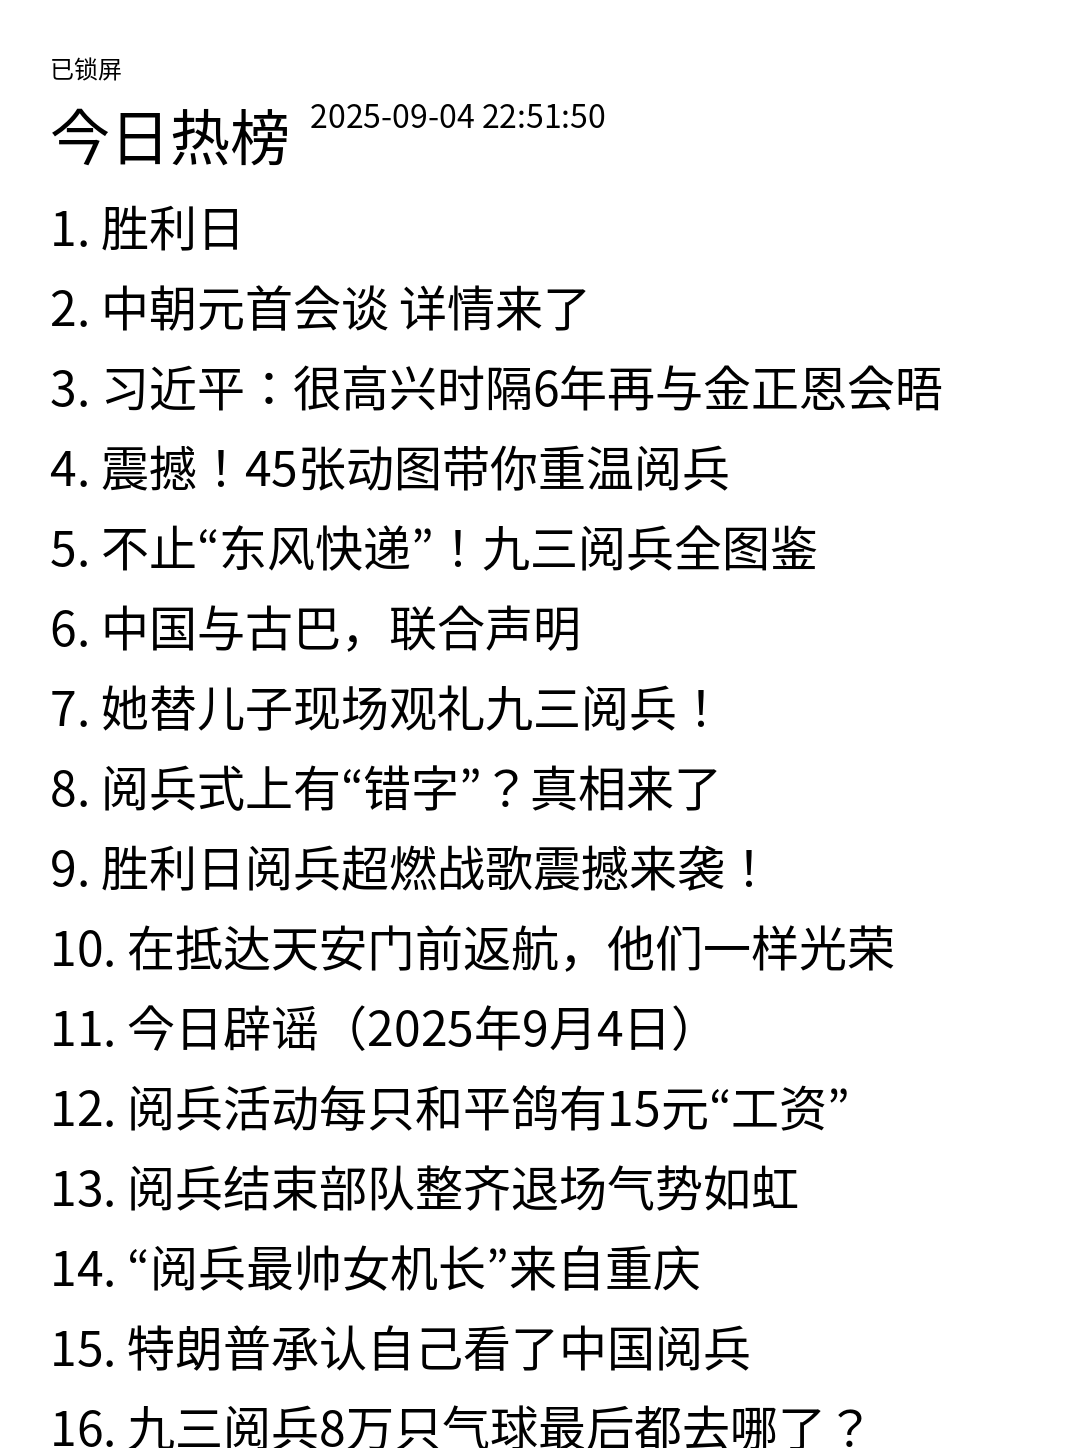 已锁屏
今日热榜 2025-09-04 22:51:50
1. 胜利日
2. 中朝元首会谈 详情来了
3. 习近平：很高兴时隔6年再与金正恩会晤
4. 震撼！45张动图带你重温阅兵
5. 不止“东风快递”！九三阅兵全图鉴
6. 中国与古巴，联合声明
7. 她替儿子现场观礼九三阅兵！
8. 阅兵式上有“错字”？真相来了
9. 胜利日阅兵超燃战歌震撼来袭！
10. 在抵达天安门前返航，他们一样光荣
11. 今日辟谣（2025年9月4日）
12. 阅兵活动每只和平鸽有15元“工资”
13. 阅兵结束部队整齐退场气势如虹
14. “阅兵最帅女机长”来自重庆
15. 特朗普承认自己看了中国阅兵
16. 九三阅兵8万只气球最后都去哪了？